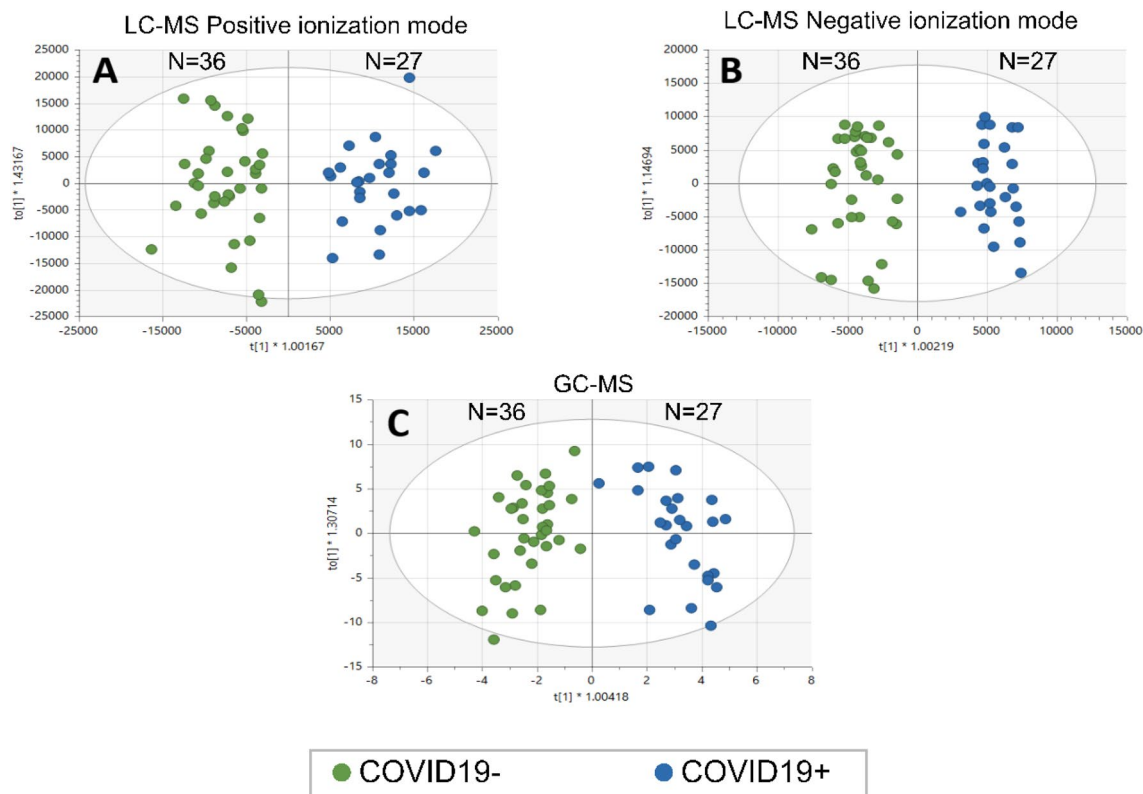 LC-MS Positive ionization mode
A
N=36
N=27
25000
20000
15000
10000
5000
0
-5000
-10000
-15000
-20000
-25000
to[1] * 1.43167
-25000
-15000
-5000
5000
15000
25000
t[1] * 1.00167
LC-MS Negative ionization mode
B
N=36
N=27
20000
15000
10000
5000
0
-5000
-10000
-15000
-20000
to[1] * 1.14694
-15000
-10000
-5000
0
5000
10000
15000
t[1] * 1.00219
GC-MS
C
N=36
N=27
15
10
5
0
-5
-10
-15
to[1] * 1.30714
-8
-6
-4
-2
0
2
4
6
8
t[1] * 1.00418
COVID19-
COVID19+